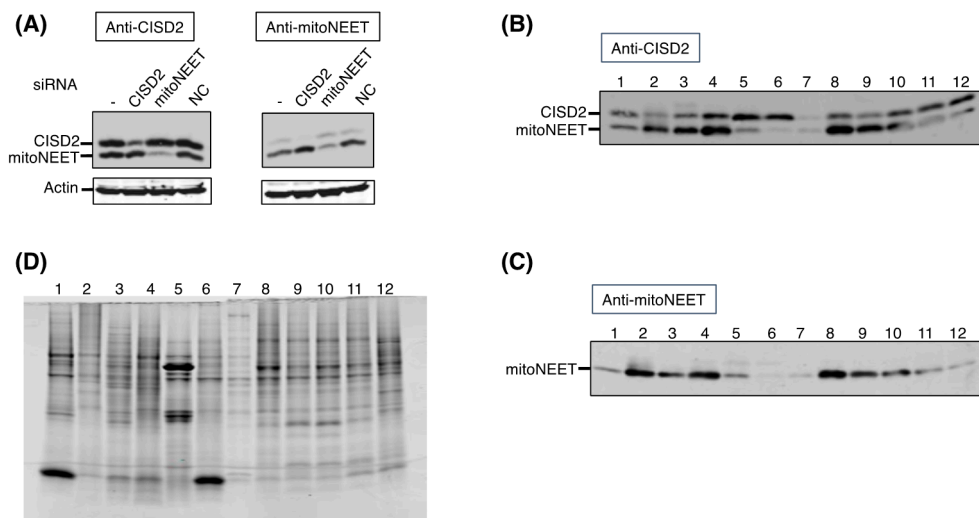 (A)
Anti-CISD2
Anti-mitoNEET
siRNA
- CISD2 mitoNEET NC
- CISD2 mitoNEET NC
CISD2
mitoNEET
Actin
(B)
Anti-CISD2
1 2 3 4 5 6 7 8 9 10 11 12
CISD2
mitoNEET
(D)
1 2 3 4 5 6 7 8 9 10 11 12
(C)
Anti-mitoNEET
1 2 3 4 5 6 7 8 9 10 11 12
mitoNEET